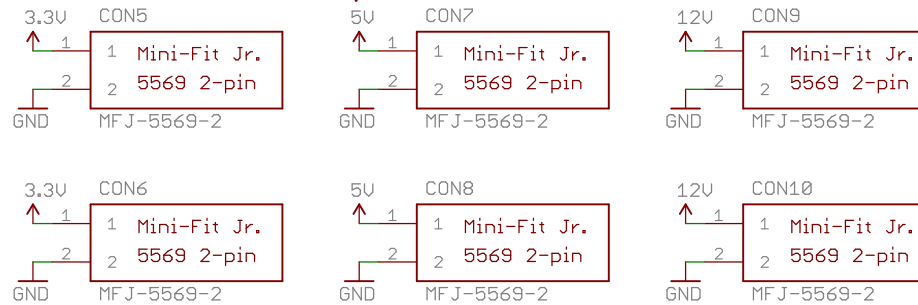 3.3V CON5
1 1 Mini-Fit Jr.
2 2 5569 2-pin
GND MFJ-5569-2
5V CON7
1 1 Mini-Fit Jr.
2 2 5569 2-pin
GND MFJ-5569-2
12V CON9
1 1 Mini-Fit Jr.
2 2 5569 2-pin
GND MFJ-5569-2
3.3V CON6
1 1 Mini-Fit Jr.
2 2 5569 2-pin
GND MFJ-5569-2
5V CON8
1 1 Mini-Fit Jr.
2 2 5569 2-pin
GND MFJ-5569-2
12V CON10
1 1 Mini-Fit Jr.
2 2 5569 2-pin
GND MFJ-5569-2